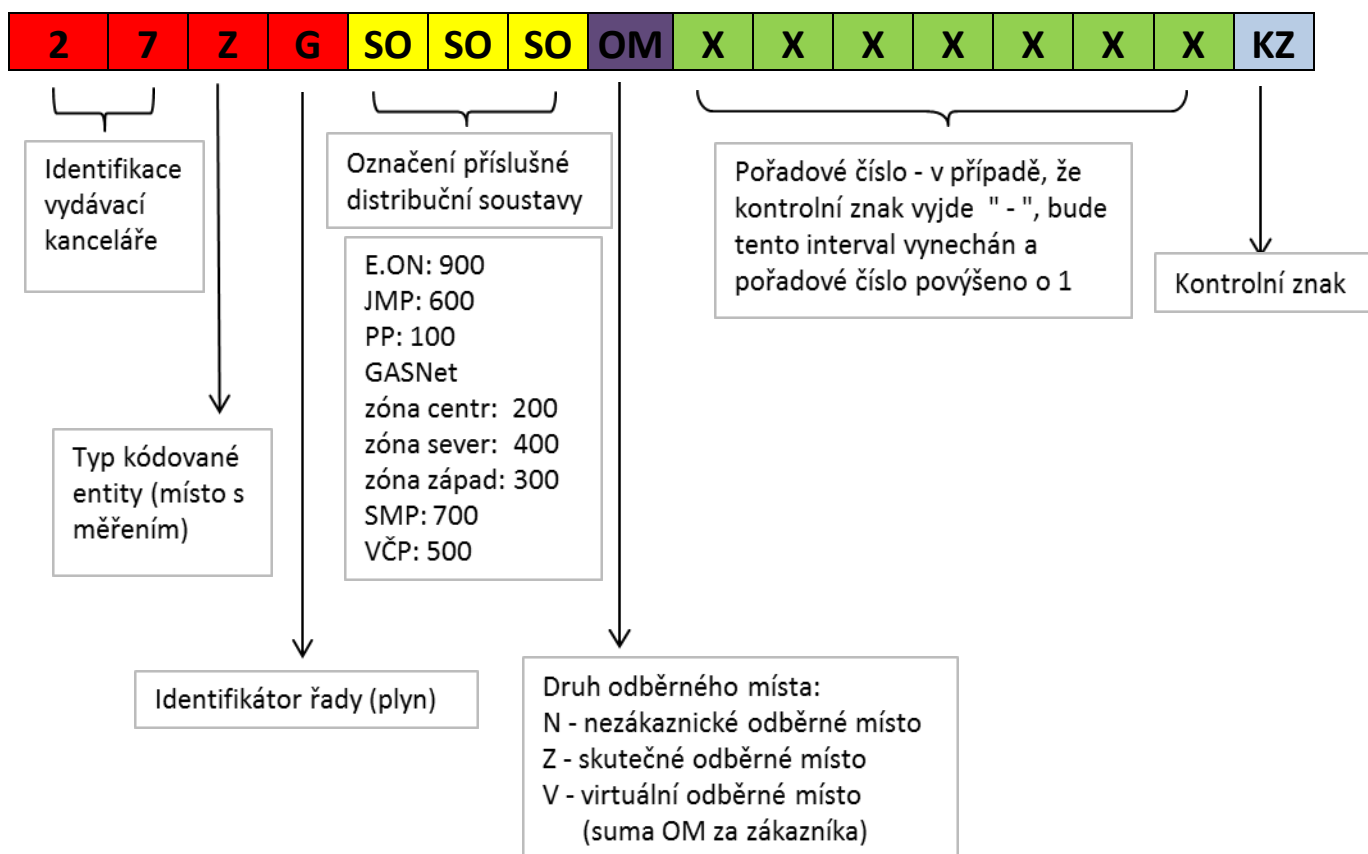 2 7 Z G SO SO SO OM X X X X X X X KZ
Identifikace
vydávací
kanceláře
Označení příslušné
distribuční soustavy
E.ON: 900
JMP: 600
PP: 100
GASNet
zóna centr: 200
zóna sever: 400
zóna západ: 300
SMP: 700
VČP: 500
Pořadové číslo - v případě, že
kontrolní znak vyjde " - ", bude
tento interval vynechán a
pořadové číslo povýšeno o 1
Kontrolní znak
Typ kódované
entity (místo s
měřením)
Identifikátor řady (plyn)
Druh odběrného místa:
N - nezákaznické odběrné místo
Z - skutečné odběrné místo
V - virtuální odběrné místo
(suma OM za zákazníka)